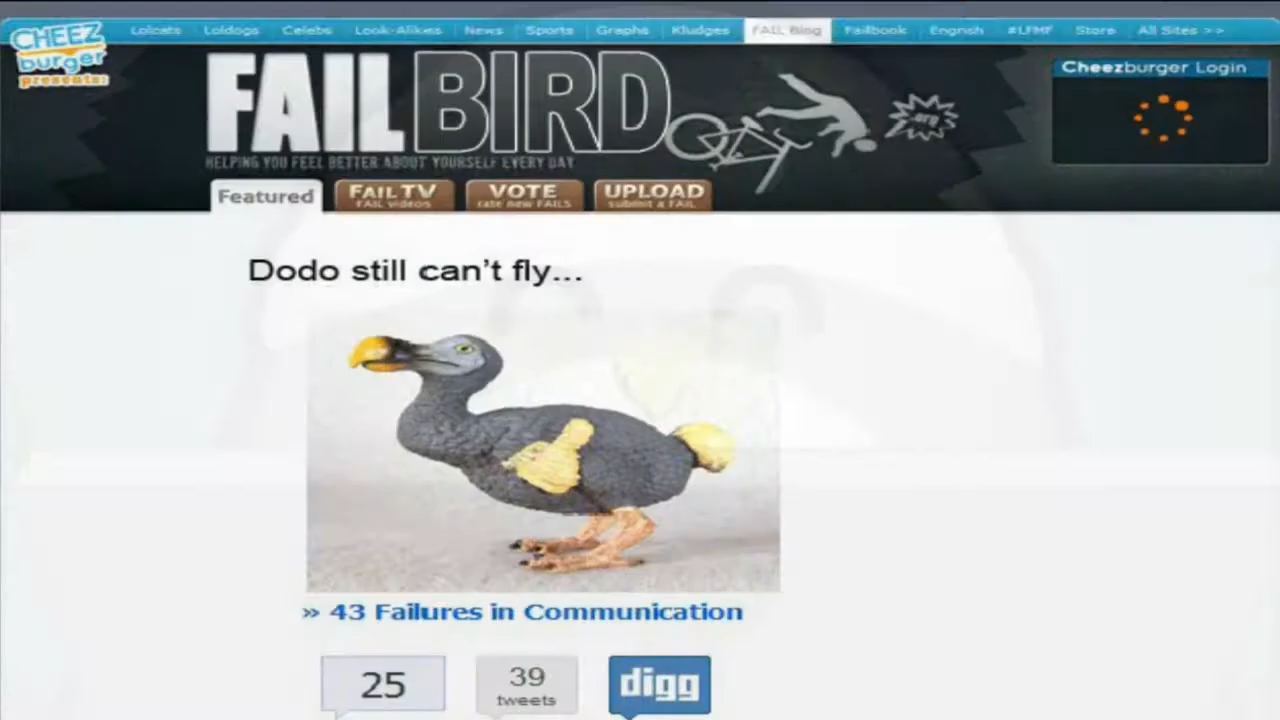 CHEEZ
burger
presents:
Lolcats Loldogs Celebs Look-Alikes News Sports Graphs Kludges FAIL Blog Failbook Engrish #LFMF Store All Sites >>
FAIL BIRD
.org
HELPING YOU FEEL BETTER ABOUT YOURSELF EVERY DAY
Cheezburger Login
Featured
FAIL TV
FAIL videos
VOTE
rate new FAILS
UPLOAD
submit a FAIL
Dodo still can't fly...
» 43 Failures in Communication
25
39
tweets
digg